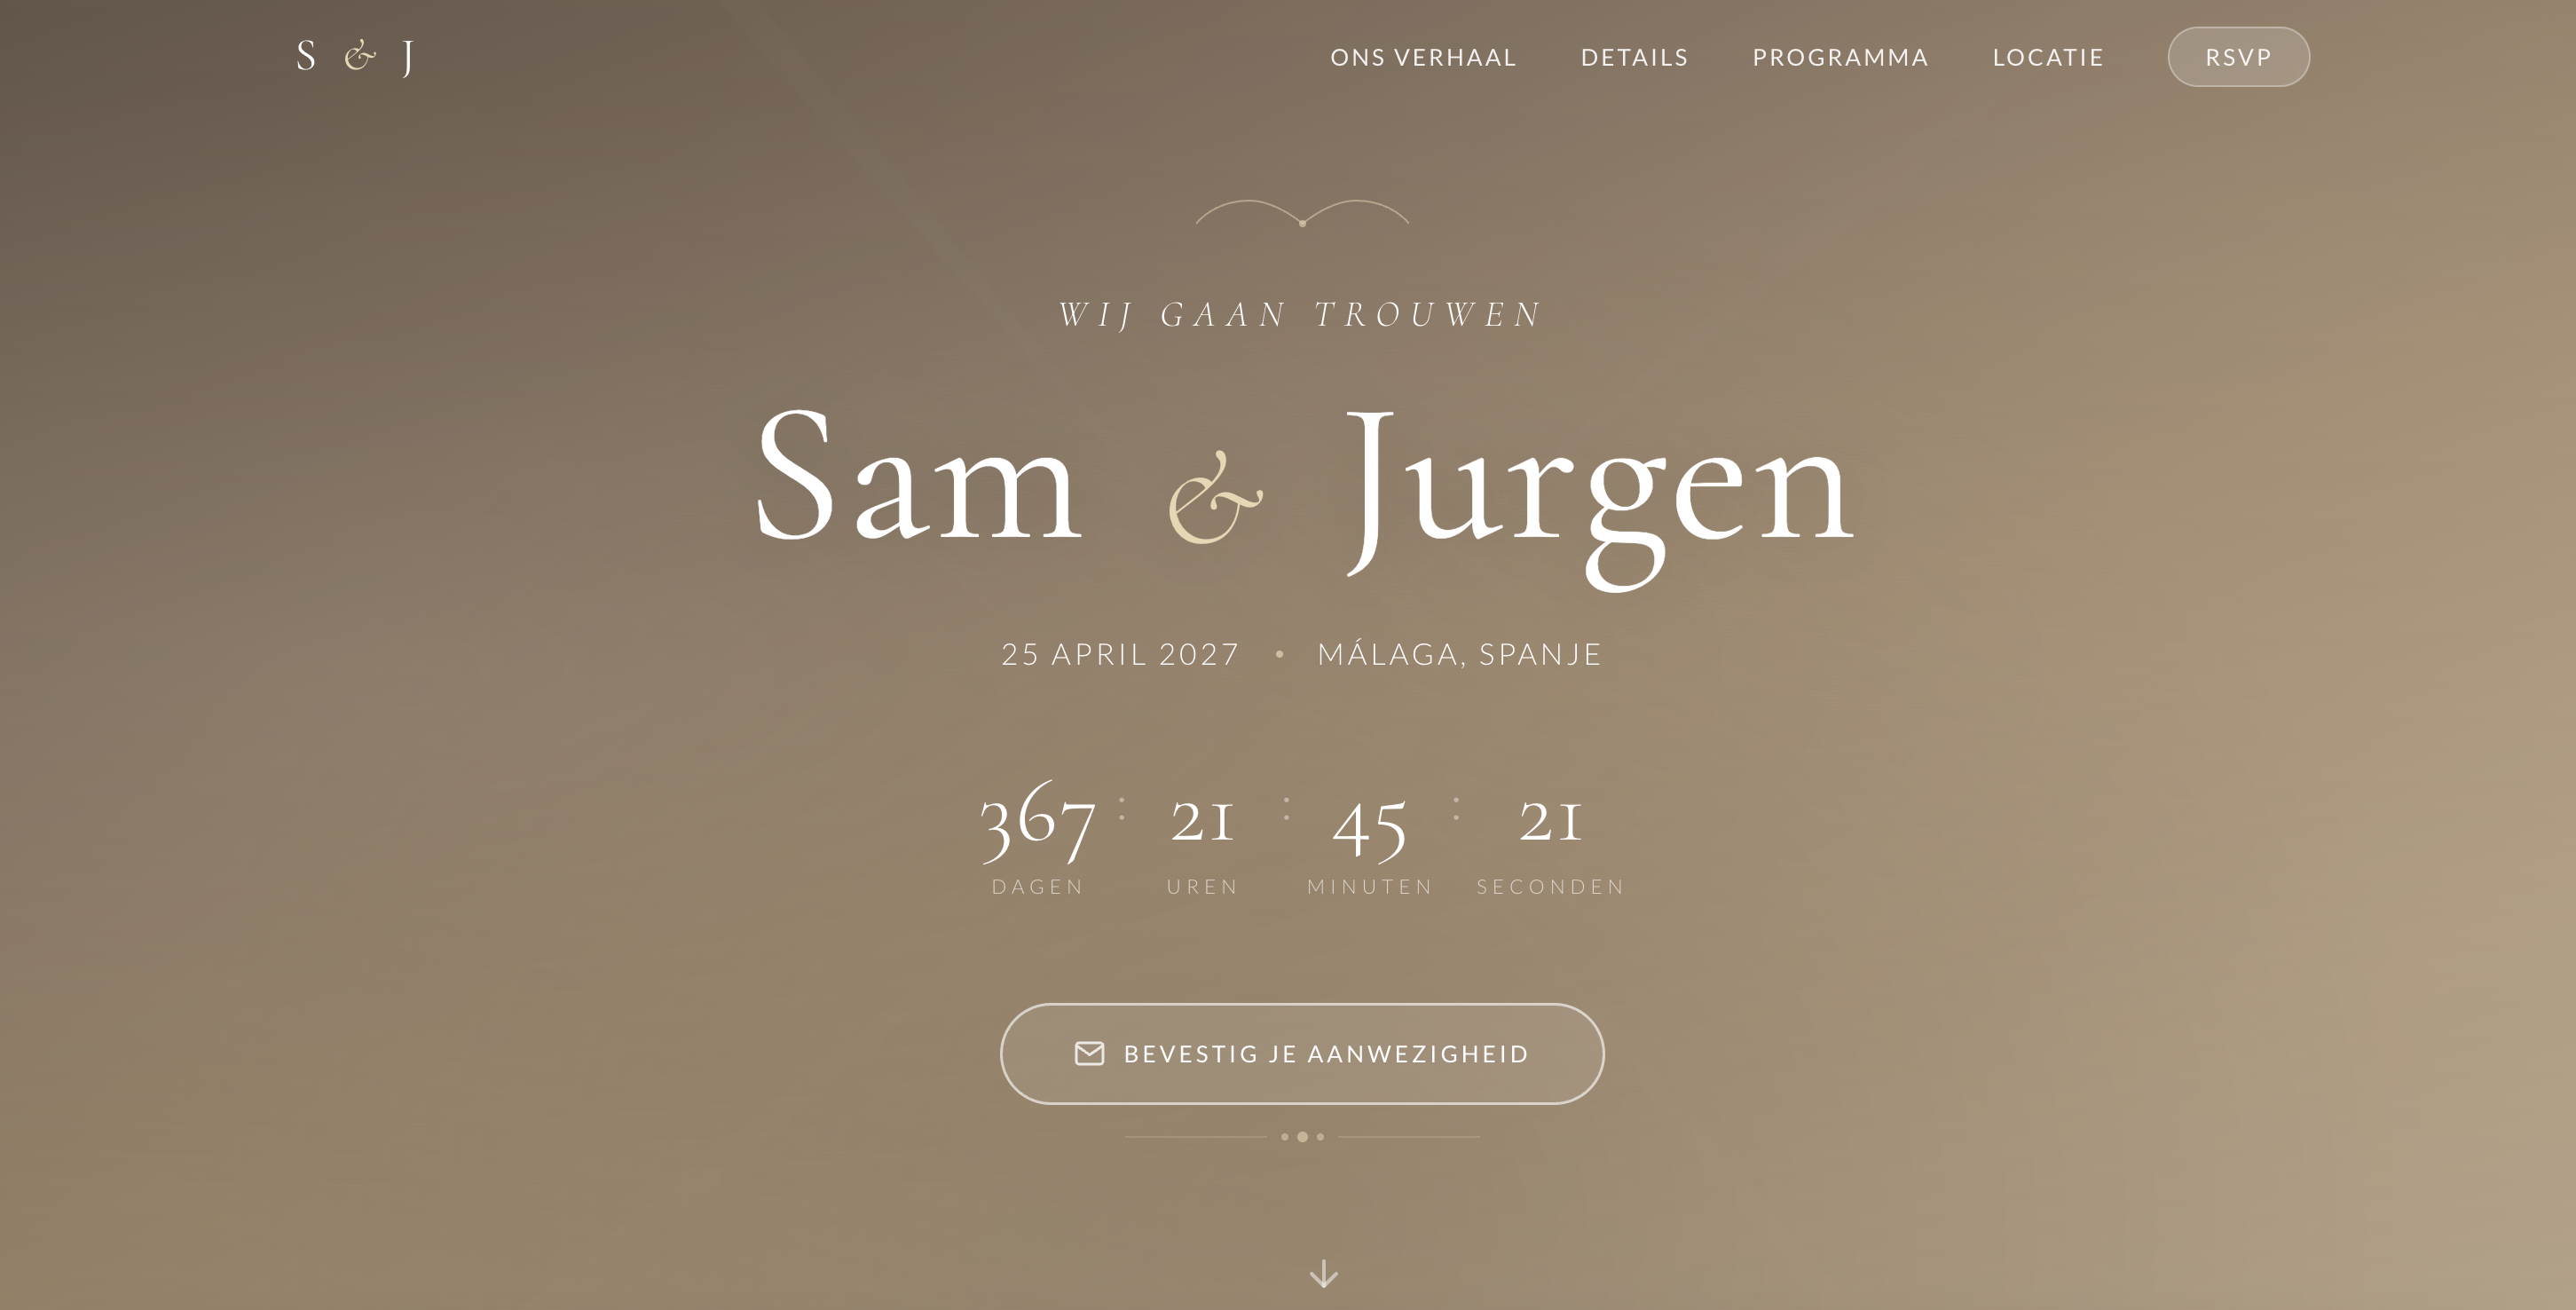 S & J
ONS VERHAAL
DETAILS
PROGRAMMA
LOCATIE
RSVP
WIJ GAAN TROUWEN
Sam & Jurgen
25 APRIL 2027 • MÁLAGA, SPANJE
367 : 21 : 45 : 21
DAGEN UREN MINUTEN SECONDEN
BEVESTIG JE AANWEZIGHEID